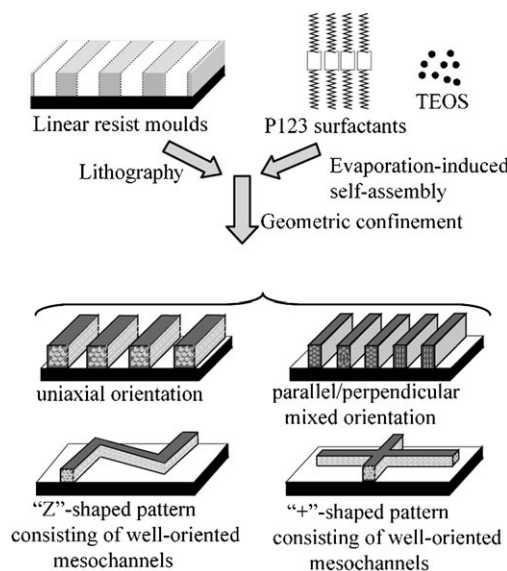 Linear resist moulds
P123 surfactants
TEOS
Lithography
Evaporation-induced
self-assembly
Geometric confinement
uniaxial orientation
parallel/perpendicular
mixed orientation
“Z”-shaped pattern
consisting of well-oriented
mesochannels
“+”-shaped pattern
consisting of well-oriented
mesochannels